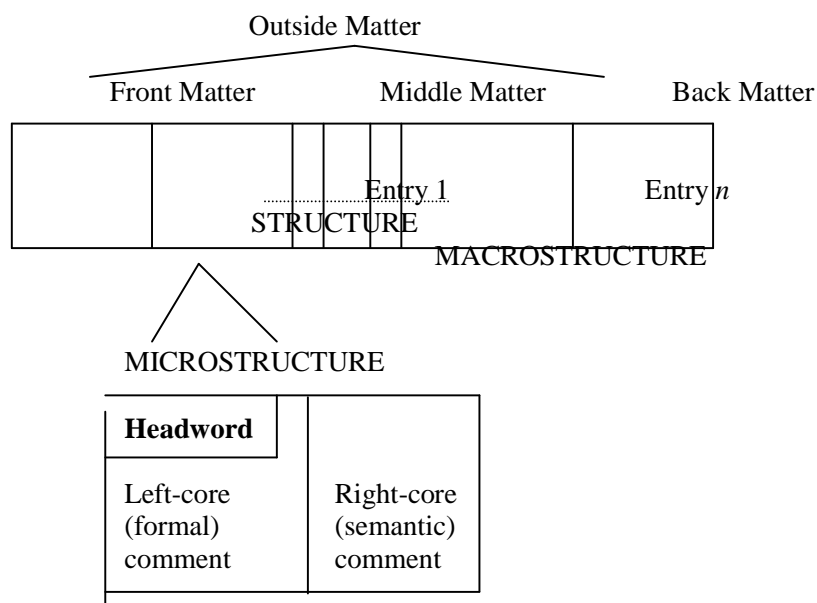 Outside Matter
Front Matter Middle Matter Back Matter
Entry 1 Entry n
STRUCTURE
MACROSTRUCTURE
MICROSTRUCTURE
Headword
Left-core
(formal)
comment
Right-core
(semantic)
comment